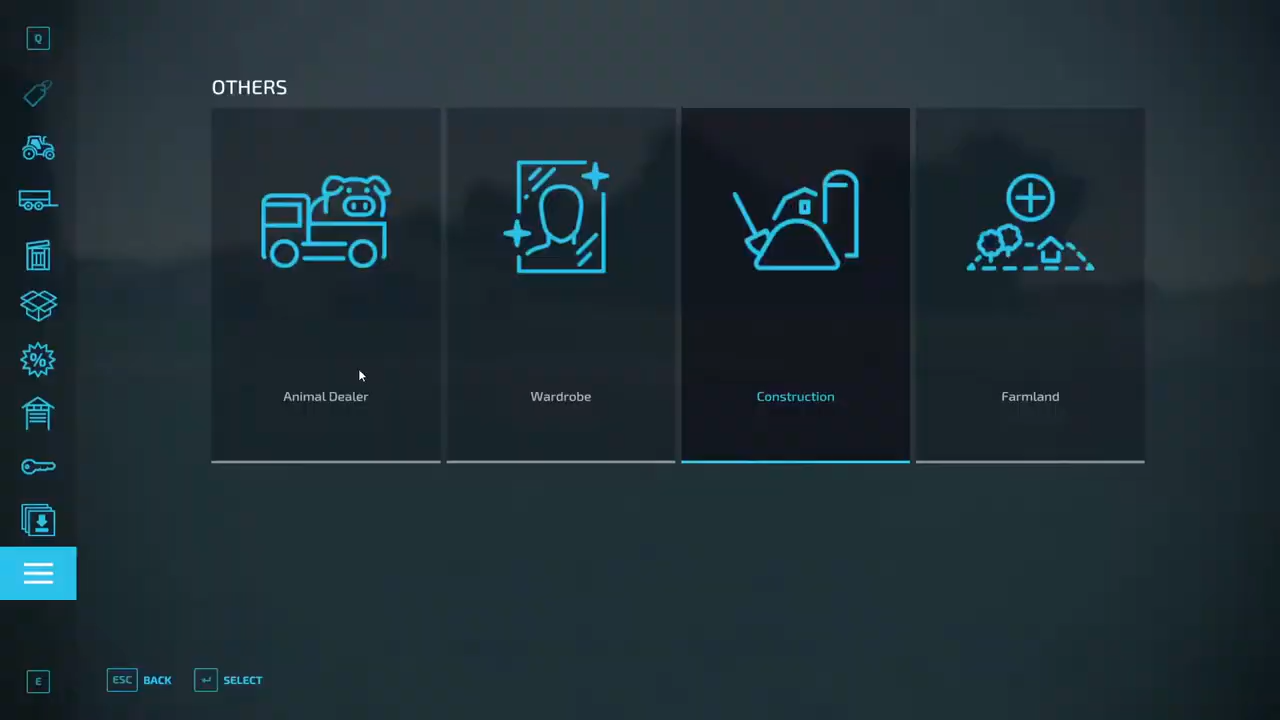 Q
OTHERS
%
Animal Dealer
Wardrobe
Construction
Farmland
E
ESC BACK
SELECT